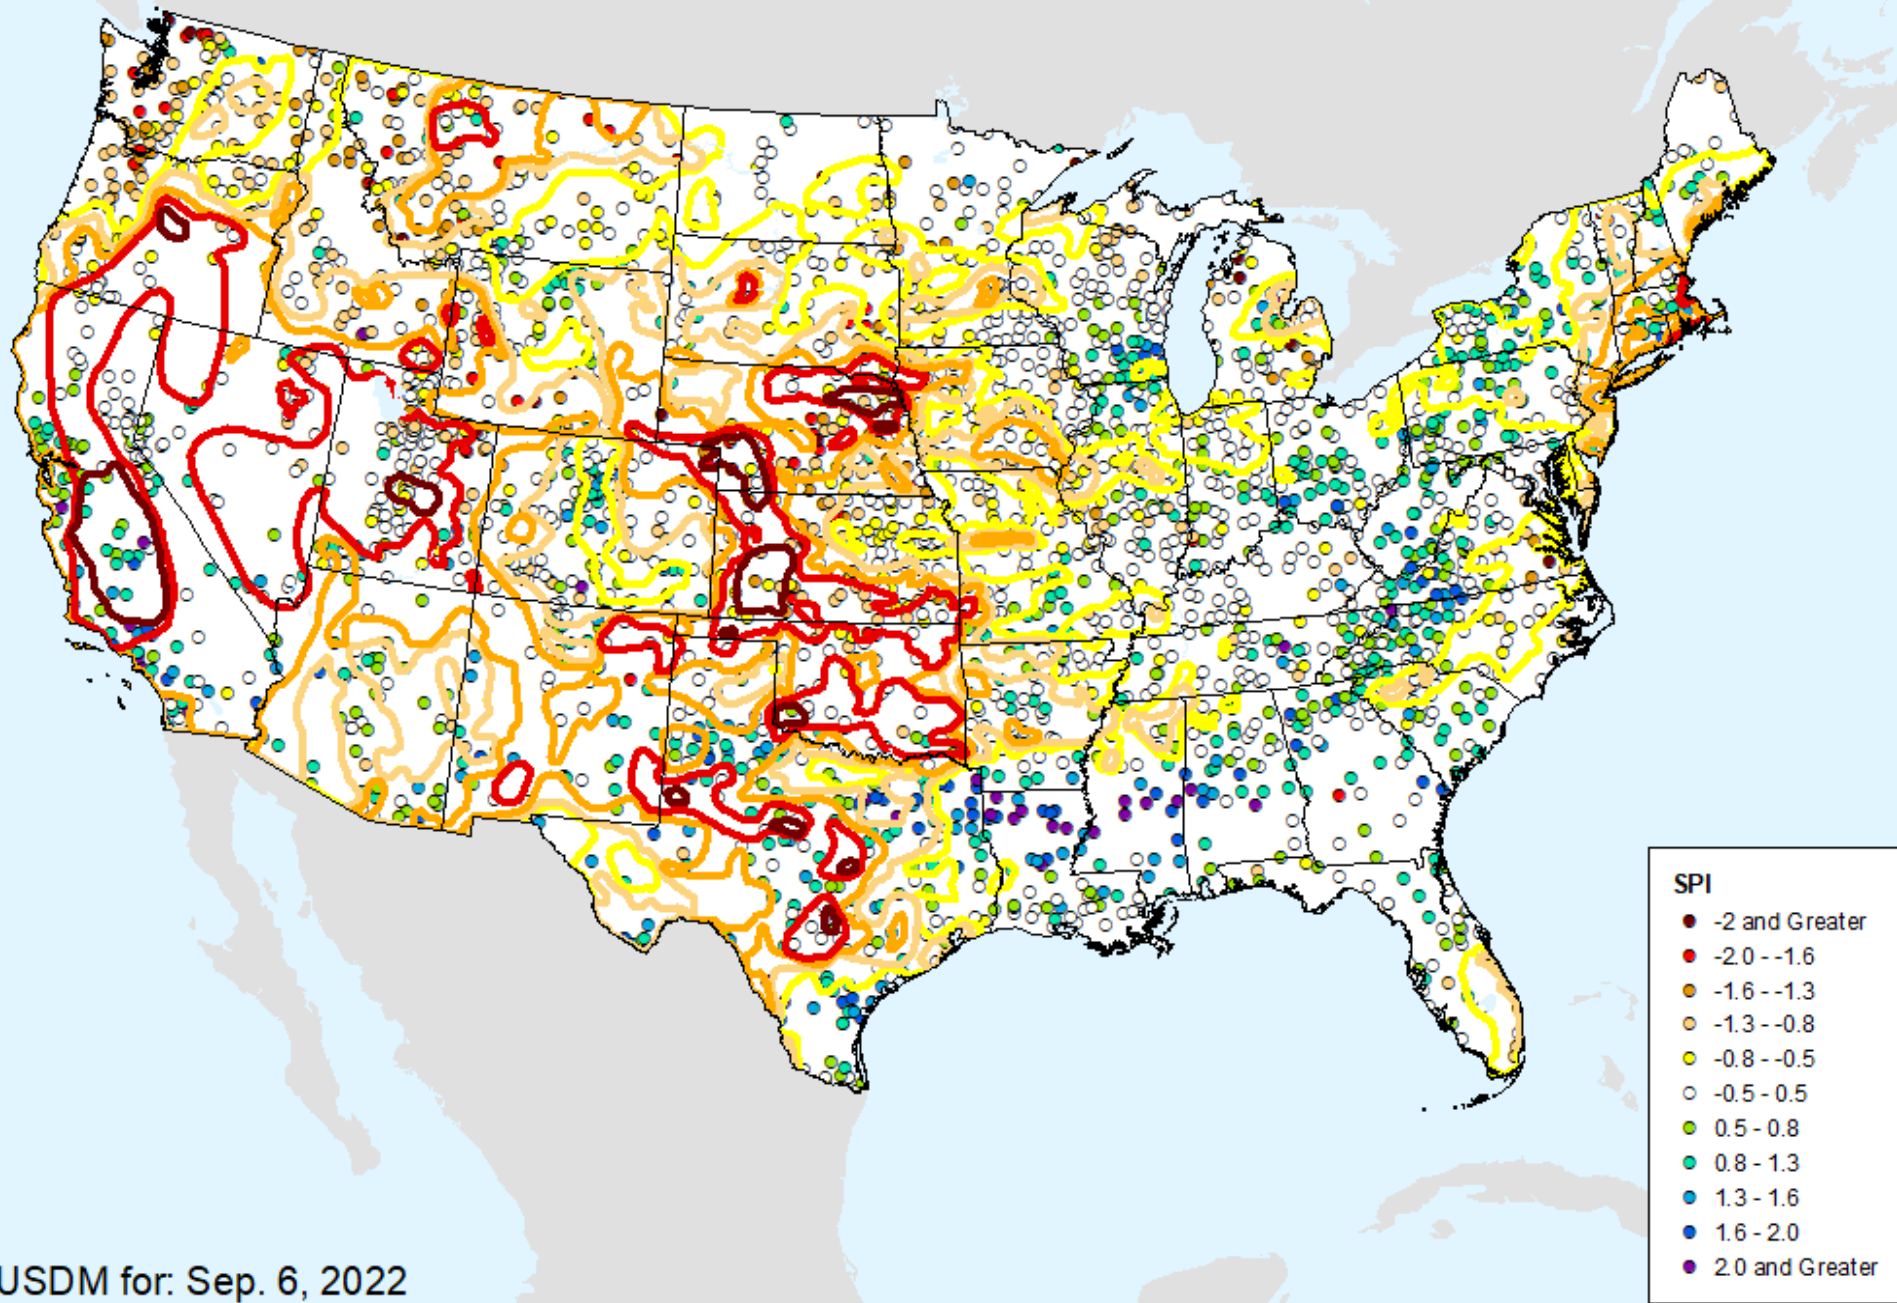 SPI
-2 and Greater
-2.0 - -1.6
-1.6 - -1.3
-1.3 - -0.8
-0.8 - -0.5
-0.5 - 0.5
0.5 - 0.8
0.8 - 1.3
1.3 - 1.6
1.6 - 2.0
2.0 and Greater
USDM for: Sep. 6, 2022